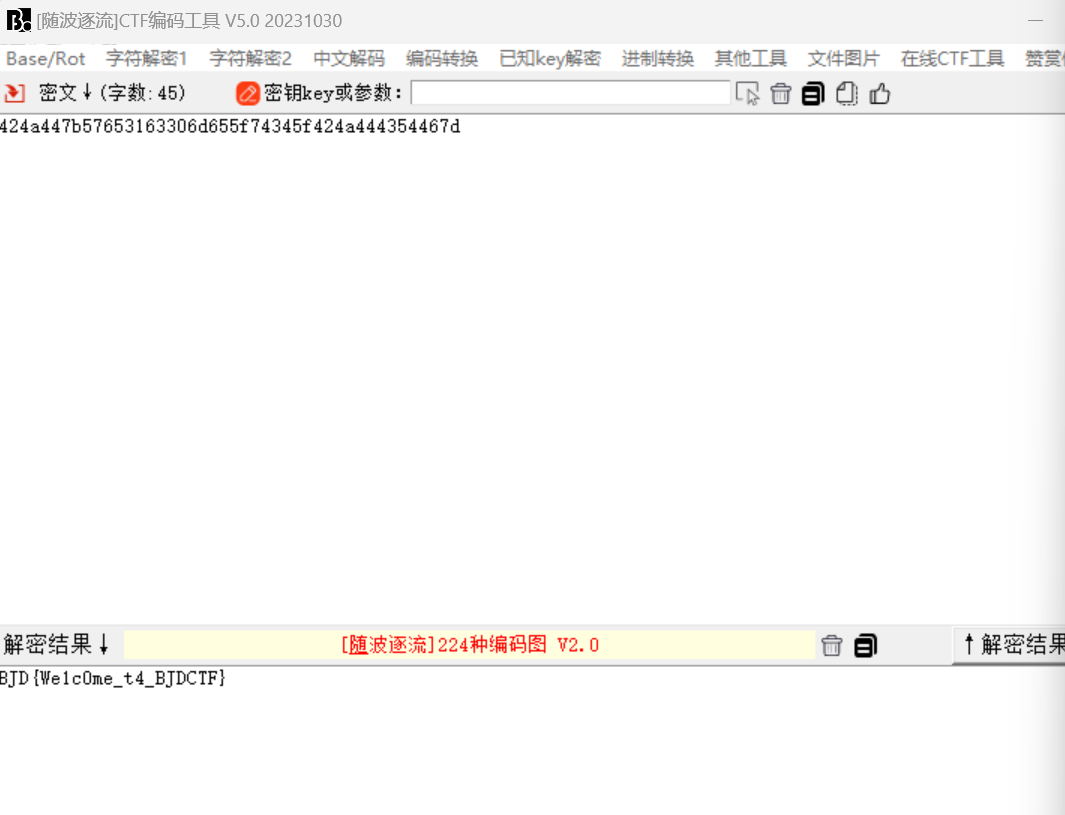 [随波逐流]CTF编码工具 V5.0 20231030
Base/Rot 字符解密1 字符解密2 中文解码 编码转换 已知key解密 进制转换 其他工具 文件图片 在线CTF工具 赞赏
密文↓(字数:45) 密钥key或参数:
424a447b57653163306d655f74345f424a444354467d
解密结果↓ [随波逐流]224种编码图 V2.0 ↑解密结果
BJD{We1c0me_t4_BJDCTF}